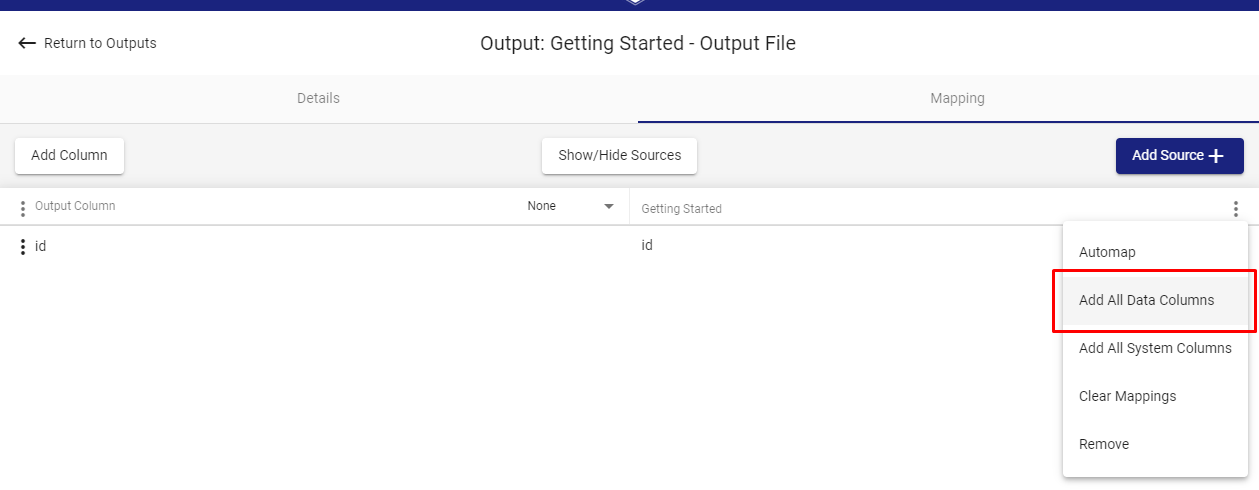 Return to Outputs
Output: Getting Started - Output File
Details
Mapping
Add Column
Show/Hide Sources
Add Source
Output Column
None
Getting Started
id
id
Automap
Add All Data Columns
Add All System Columns
Clear Mappings
Remove